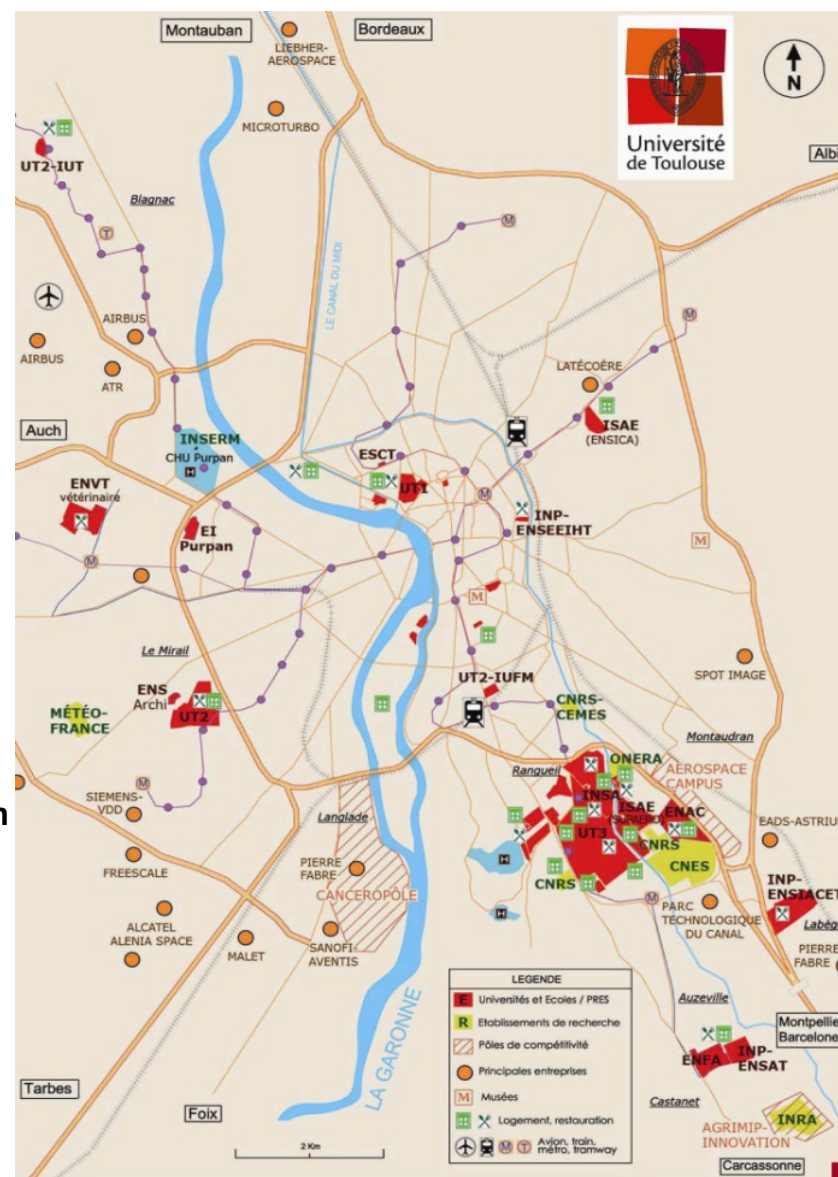 Montauban
Bordeaux
LIEBHER-
AEROSPACE
MICROTURBO
N
Université
de Toulouse
Albi
UT2-IUT
Blagnac
M
T
LE CANAL DU MIDI
AIRBUS
AIRBUS
ATR
M
LATÉCOÈRE
ISAE
(ENSICA)
Auch
INSERM
CHU Purpan
H
ESCT
UT1
M
INP-
ENSEEIHT
ENVT
vétérinaire
EI
Purpan
M
M
M
Le Mirail
ENS
Archi
UT2
MÉTÉO-
FRANCE
M
UT2-IUFM
CNRS-
CEMES
SPOT IMAGE
Montaudran
Rangueil
ONERA
AEROSPACE
CAMPUS
INSA
ISAE
(SUPAERO)
ENAC
UT3
CNRS
CNES
CNRS
H
H
M
SIEMENS-
VDD
n
Langlade
FREESCALE
PIERRE
FABRE
CANCEROPÔLE
ALCATEL
ALENIA SPACE
MALET
SANOFI-
AVENTIS
EADS-ASTRIU
INP-
ENSIACET
PARC
TECHNOLOGIQUE
DU CANAL
Labège
PIERRE
FABRE
LA GARONNE
LEGENDE
E Universités et Ecoles / PRES
R Etablissements de recherche
Pôles de compétitivité
Principales entreprises
M Musées
Logement, restauration
M T Avion, train,
métro, tramway
Auzeville
Montpellie
Barcelone
ENFA
INP-
ENSAT
Castanet
INRA
AGRIMIP-
INNOVATION
Tarbes
Foix
2 Km
Carcassonne